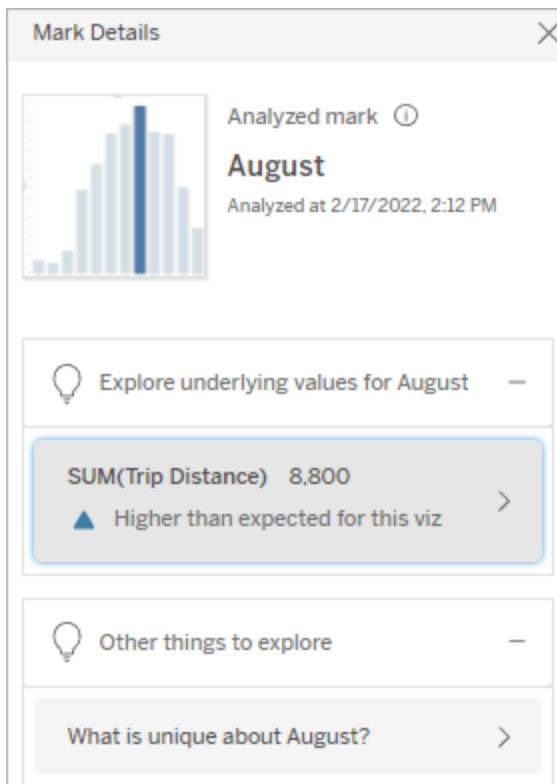 Mark Details
Analyzed mark
August
Analyzed at 2/17/2022, 2:12 PM
Explore underlying values for August
SUM(Trip Distance) 8,800
Higher than expected for this viz
Other things to explore
What is unique about August?